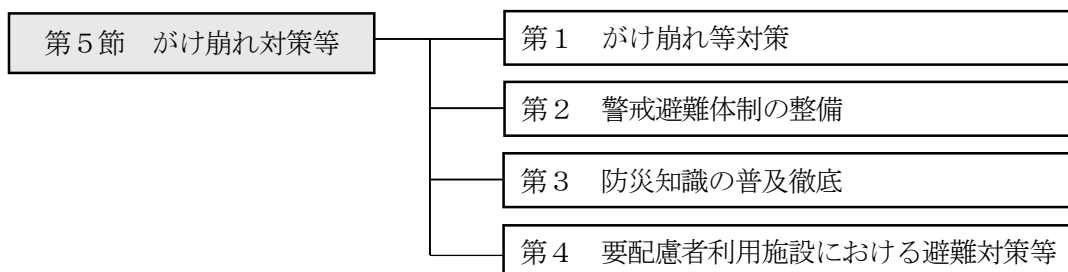 第５節　がけ崩れ対策等
第１　がけ崩れ等対策
第２　警戒避難体制の整備
第３　防災知識の普及徹底
第４　要配慮者利用施設における避難対策等